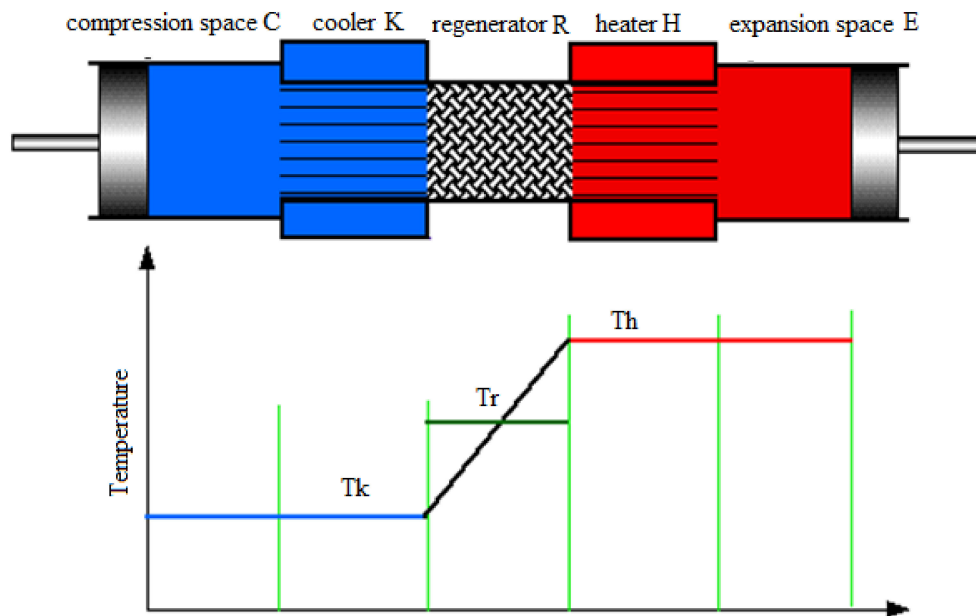 compression space C
cooler K
regenerator R
heater H
expansion space E
Th
Tr
Tk
Temperature